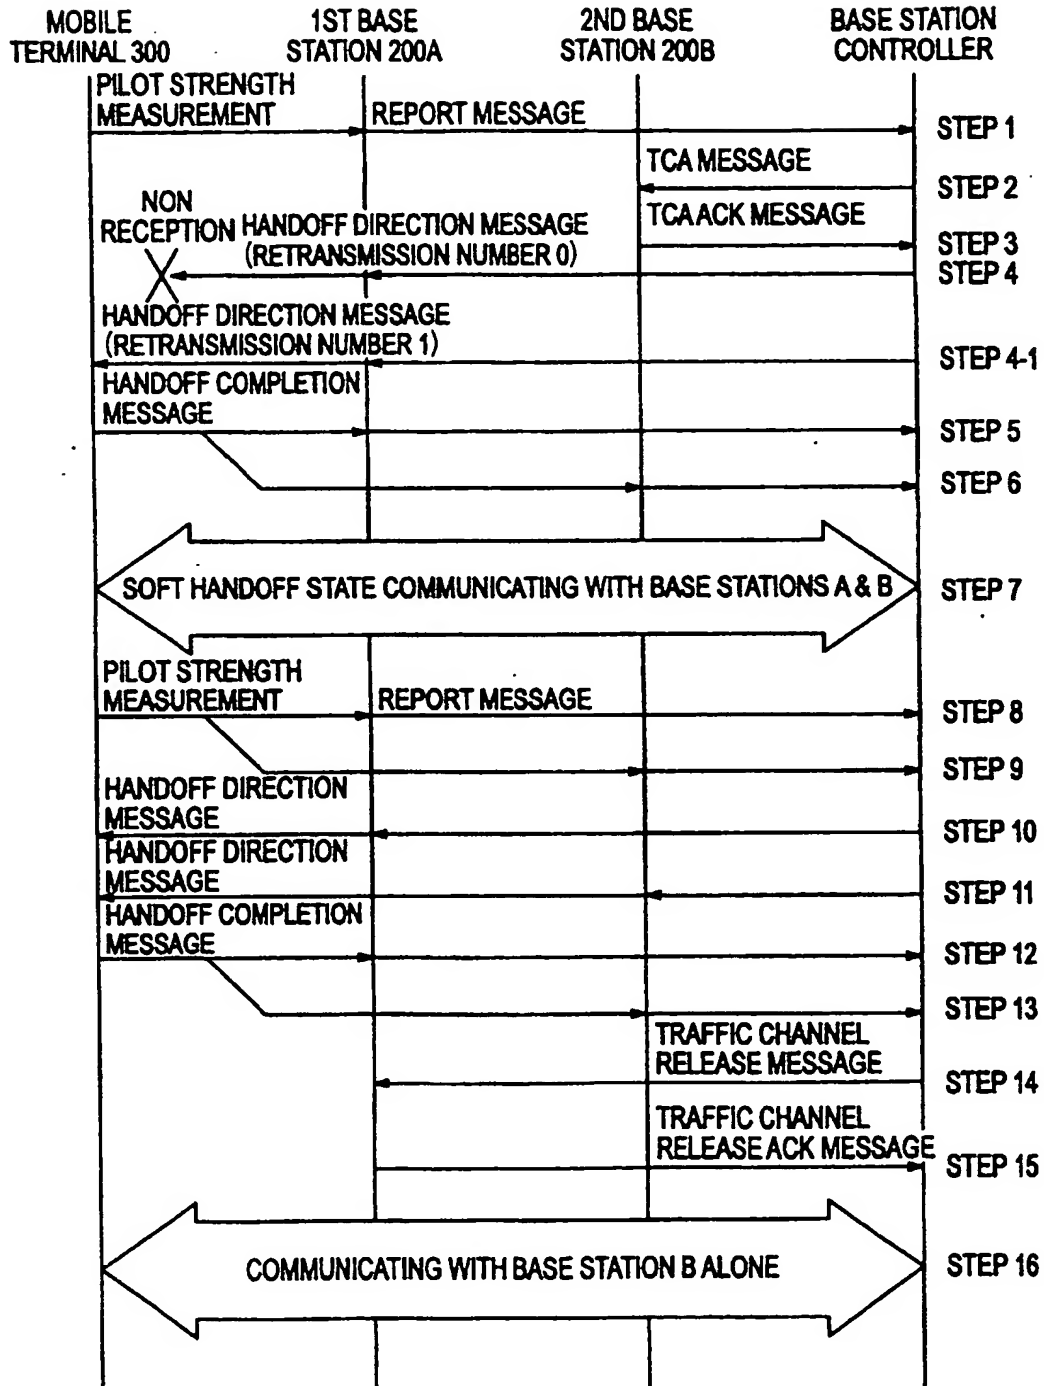 MOBILE
TERMINAL 300
1ST BASE
STATION 200A
2ND BASE
STATION 200B
BASE STATION
CONTROLLER
PILOT STRENGTH
MEASUREMENT
REPORT MESSAGE
STEP 1
TCA MESSAGE
STEP 2
NON
RECEPTION
TCA ACK MESSAGE
STEP 3
HANDOFF DIRECTION MESSAGE
(RETRANSMISSION NUMBER 0)
STEP 4
HANDOFF DIRECTION MESSAGE
(RETRANSMISSION NUMBER 1)
STEP 4-1
HANDOFF COMPLETION
MESSAGE
STEP 5
STEP 6
SOFT HANDOFF STATE COMMUNICATING WITH BASE STATIONS A & B
STEP 7
PILOT STRENGTH
MEASUREMENT
REPORT MESSAGE
STEP 8
STEP 9
HANDOFF DIRECTION
MESSAGE
STEP 10
HANDOFF DIRECTION
MESSAGE
STEP 11
HANDOFF COMPLETION
MESSAGE
STEP 12
STEP 13
TRAFFIC CHANNEL
RELEASE MESSAGE
STEP 14
TRAFFIC CHANNEL
RELEASE ACK MESSAGE
STEP 15
COMMUNICATING WITH BASE STATION B ALONE
STEP 16